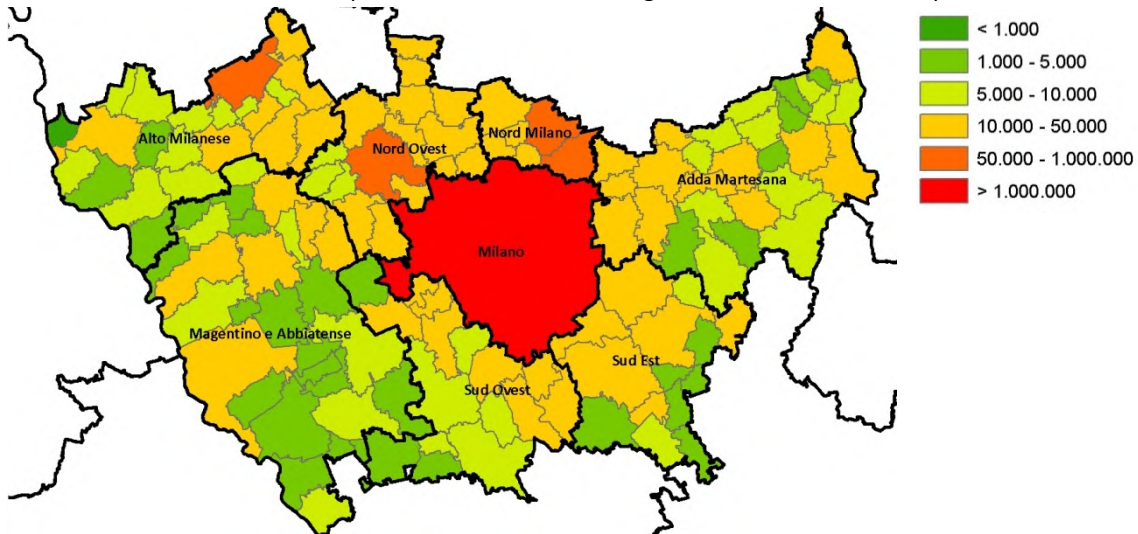 Alto Milanese
Nord Ovest
Nord Milano
Adda Martesana
Milano
Magentino e Abbiatense
Sud Ovest
Sud Est
< 1.000
1.000 - 5.000
5.000 - 10.000
10.000 - 50.000
50.000 - 1.000.000
> 1.000.000